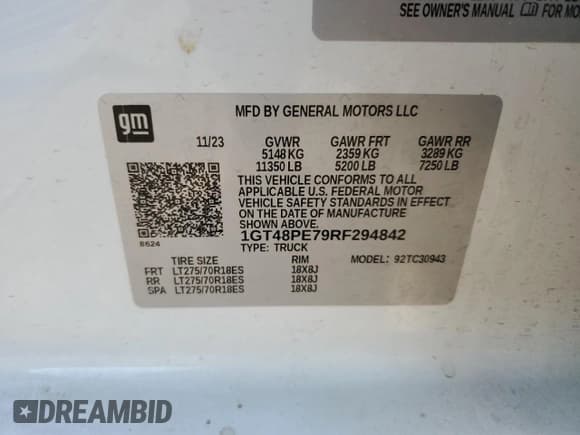 SEE OWNER'S MANUAL FOR MO
gm
MFD BY GENERAL MOTORS LLC
11/23 GVWR GAWR FRT GAWR RR
5148 KG 2359 KG 3289 KG
11350 LB 5200 LB 7250 LB
THIS VEHICLE CONFORMS TO ALL
APPLICABLE U.S. FEDERAL MOTOR
VEHICLE SAFETY STANDARDS IN EFFECT
ON THE DATE OF MANUFACTURE
SHOWN ABOVE.
8624
1GT48PE79RF294842
TYPE: TRUCK
TIRE SIZE RIM MODEL: 92TC30943
FRT LT275/70R18ES 18X8J
RR LT275/70R18ES 18X8J
SPA LT275/70R18ES 18X8J
DREAMBID